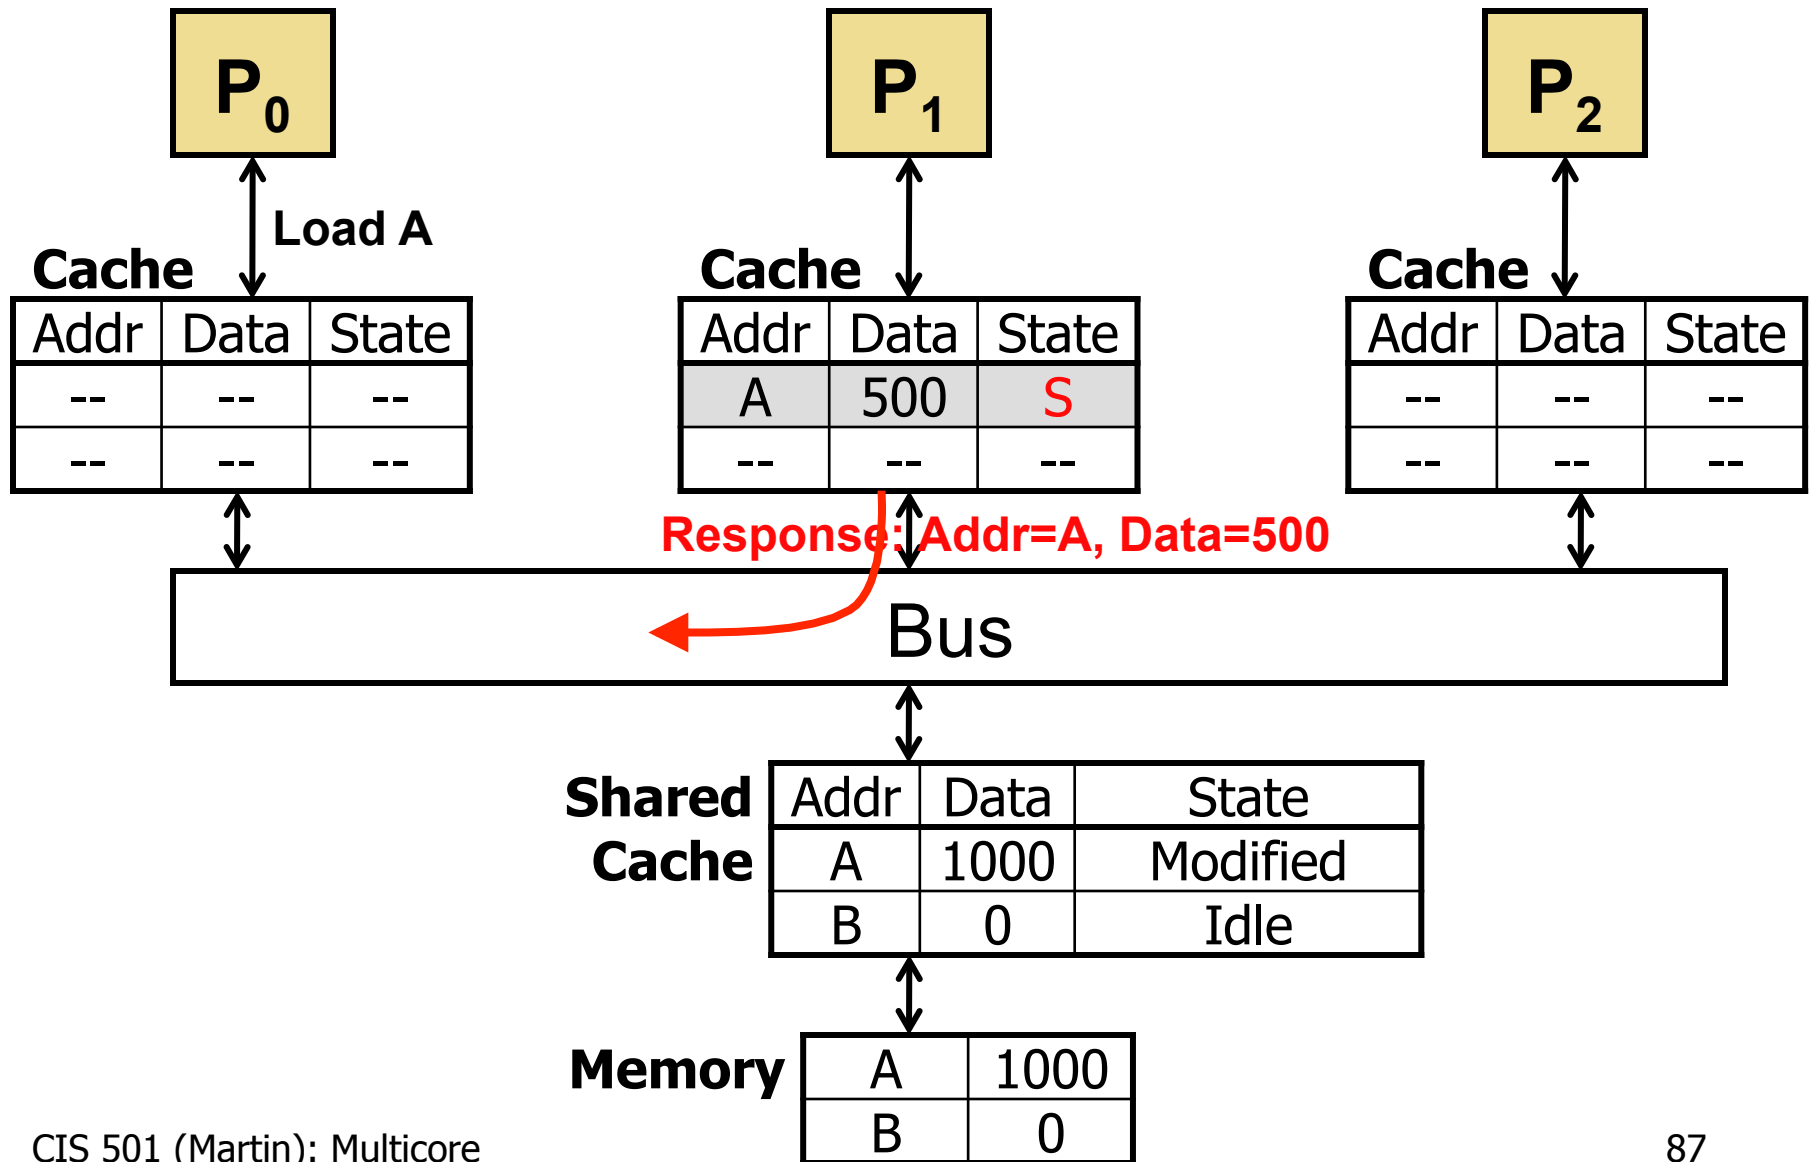 P0 P1 P2
Load A
Cache Cache Cache
Addr Data State Addr Data State Addr Data State
-- -- -- A 500 S -- -- --
-- -- -- -- -- -- -- -- --
Response: Addr=A, Data=500
Bus
Shared Addr Data State
Cache A 1000 Modified
B 0 Idle
Memory A 1000
B 0
CIS 501 (Martin): Multicore 87